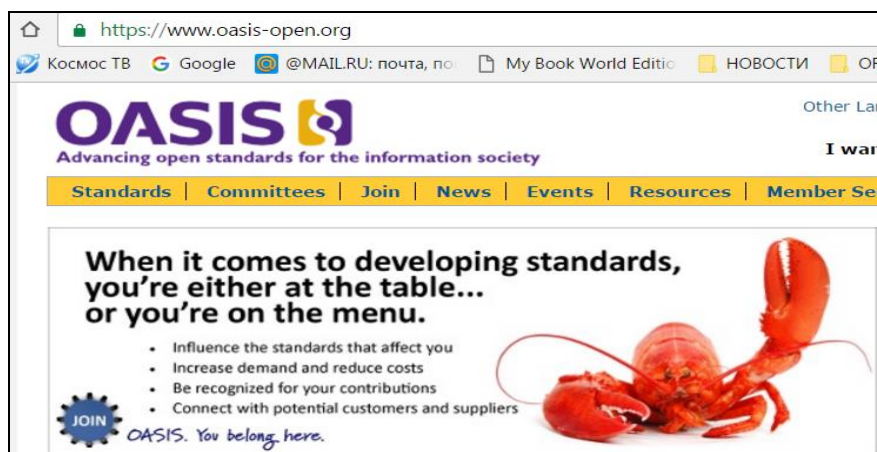 https://www.oasis-open.org
Космос ТВ Google @MAIL.RU: почта, по My Book World Editio НОВОСТИ
Other Lan
OASIS
I wan
Advancing open standards for the information society
Standards | Committees | Join | News | Events | Resources | Member Se
When it comes to developing standards,
you're either at the table...
or you're on the menu.
• Influence the standards that affect you
• Increase demand and reduce costs
• Be recognized for your contributions
• Connect with potential customers and suppliers
JOIN
OASIS. You belong here.